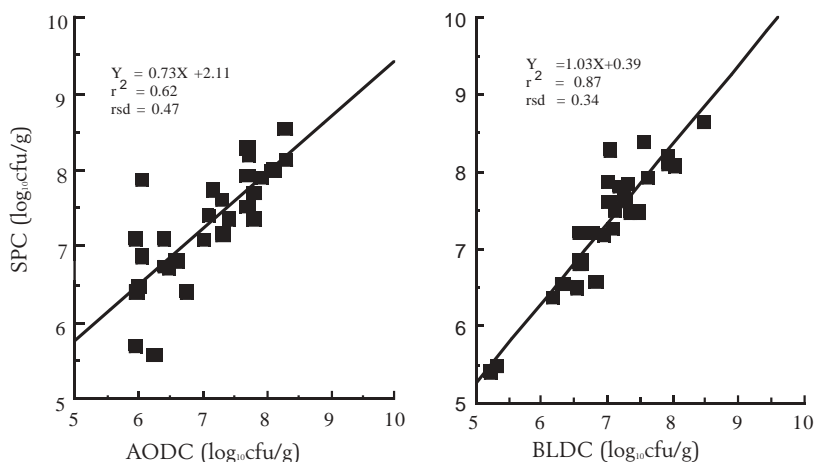 10
9
8
7
6
5
SPC (log₁₀cfu/g)
Y = 0.73X +2.11
r² = 0.62
rsd = 0.47
5 6 7 8 9 10
AODC (log₁₀cfu/g)
10
9
8
7
6
5
SPC (log₁₀cfu/g)
Y =1.03X+0.39
r² = 0.87
rsd = 0.34
5 6 7 8 9 10
BLDC (log₁₀cfu/g)